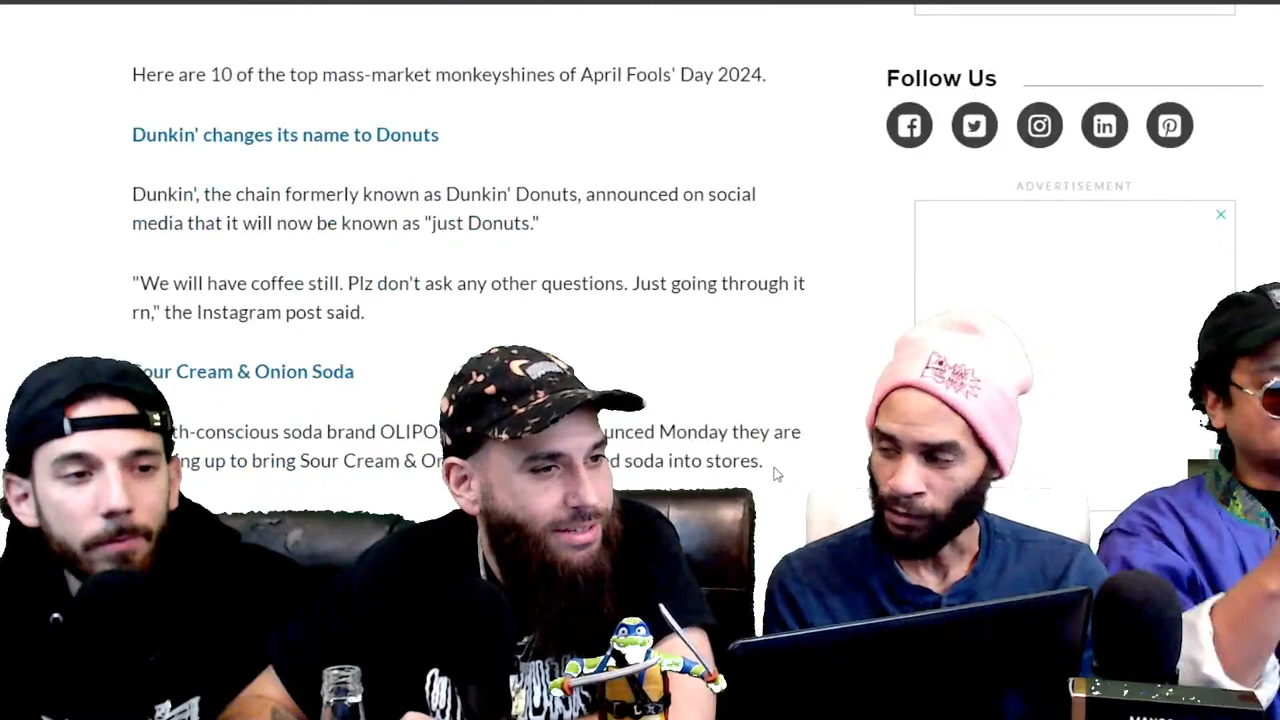 Here are 10 of the top mass-market monkeyshines of April Fools' Day 2024.
Dunkin' changes its name to Donuts
Dunkin', the chain formerly known as Dunkin' Donuts, announced on social
media that it will now be known as "just Donuts."
"We will have coffee still. Plz don't ask any other questions. Just going through it
rn," the Instagram post said.
our Cream & Onion Soda
th-conscious soda brand OLIPO unced Monday they are
ng up to bring Sour Cream & On d soda into stores.
Follow Us
ADVERTISEMENT